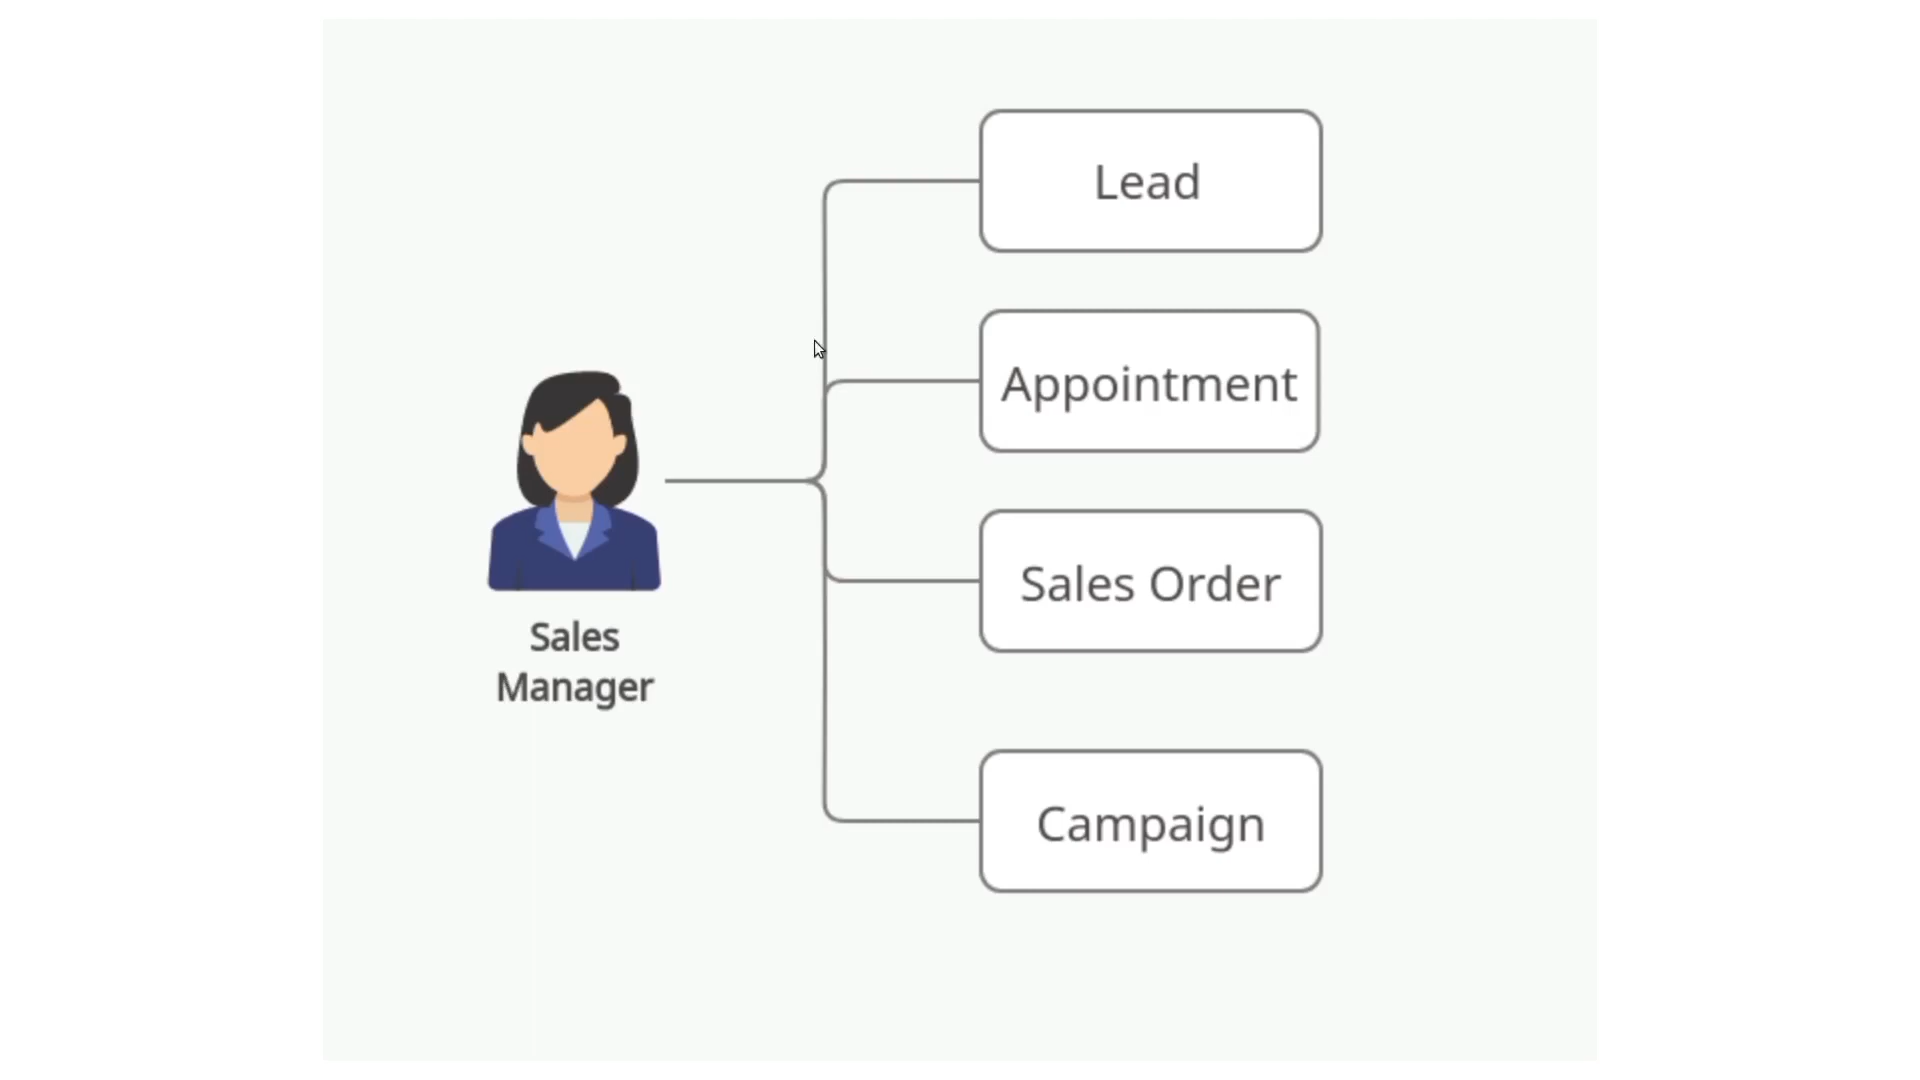 Lead
Appointment
Sales Order
Sales
Manager
Campaign